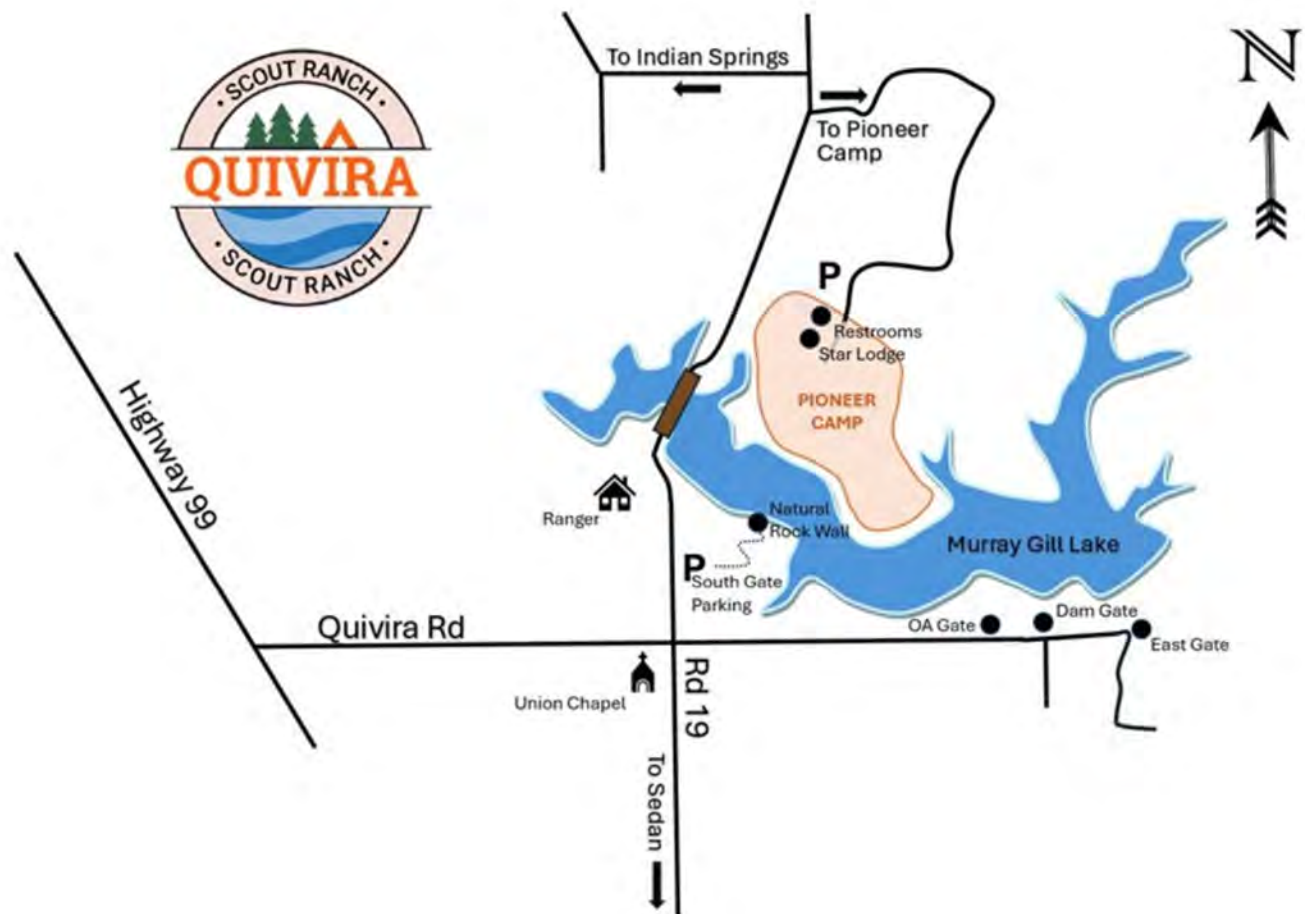 SCOUT RANCH
QUIVIRA
SCOUT RANCH
N
To Indian Springs
To Pioneer
Camp
P
Restrooms
Star Lodge
PIONEER
CAMP
Highway 99
Ranger
Natural
Rock Wall
Murray Gill Lake
P
South Gate
Parking
Quivira Rd
OA Gate
Dam Gate
East Gate
Union Chapel
Rd 19
To Sedan